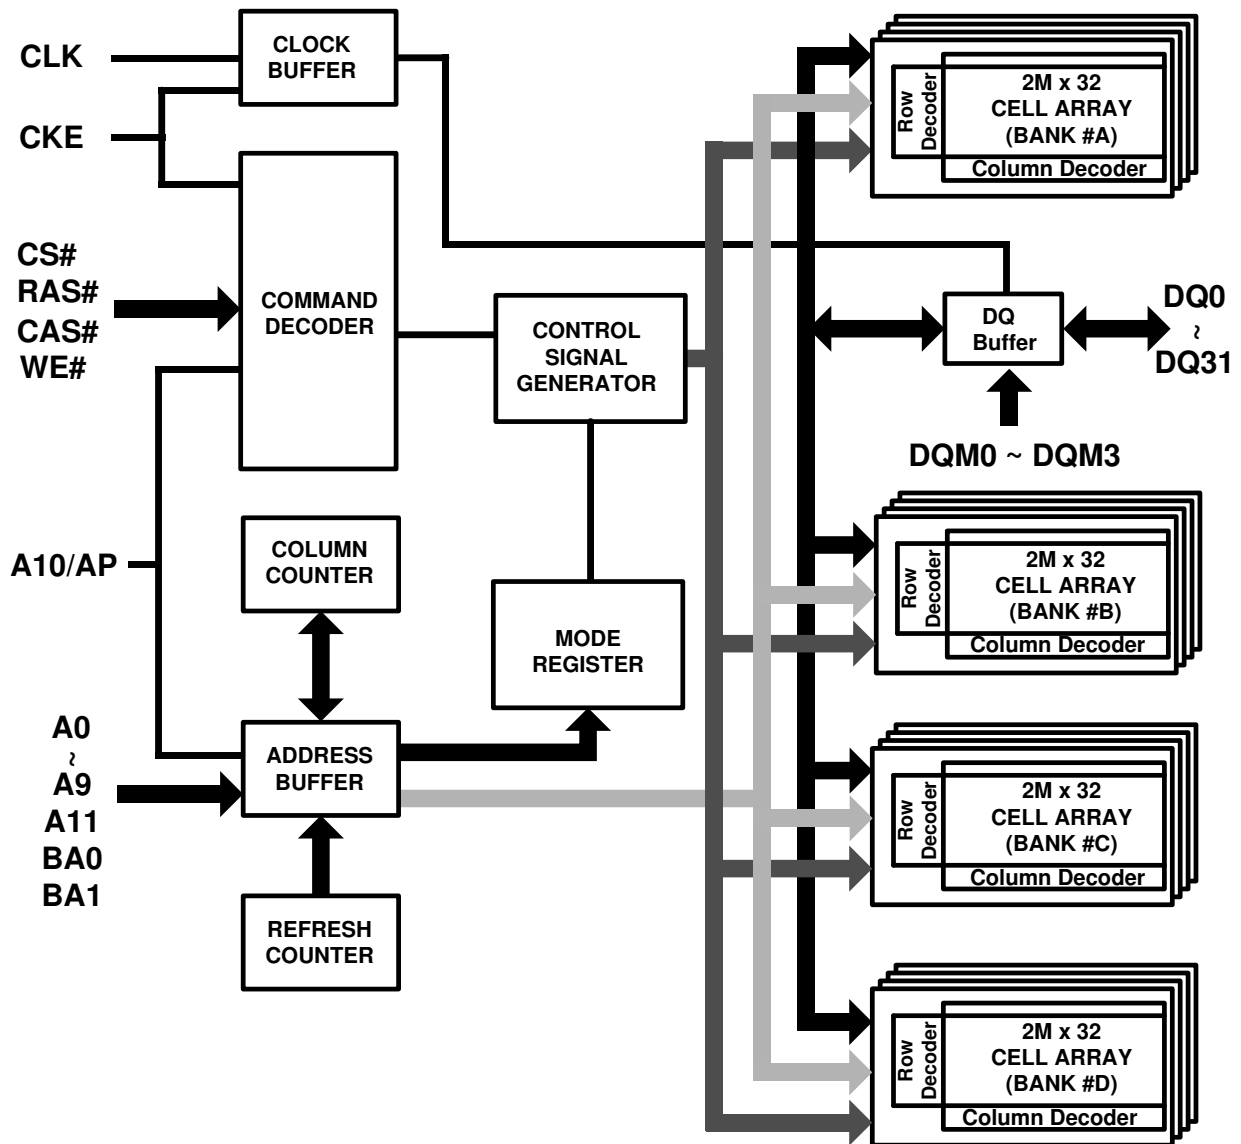 CLK
CKE
CS#
RAS#
CAS#
WE#
A10/AP
A0
~
A9
A11
BA0
BA1
CLOCK
BUFFER
COMMAND
DECODER
COLUMN
COUNTER
ADDRESS
BUFFER
REFRESH
COUNTER
CONTROL
SIGNAL
GENERATOR
MODE
REGISTER
Row
Decoder
2M x 32
CELL ARRAY
(BANK #A)
Column Decoder
DQ
Buffer
DQ0
~
DQ31
DQM0 ~ DQM3
Row
Decoder
2M x 32
CELL ARRAY
(BANK #B)
Column Decoder
Row
Decoder
2M x 32
CELL ARRAY
(BANK #C)
Column Decoder
Row
Decoder
2M x 32
CELL ARRAY
(BANK #D)
Column Decoder